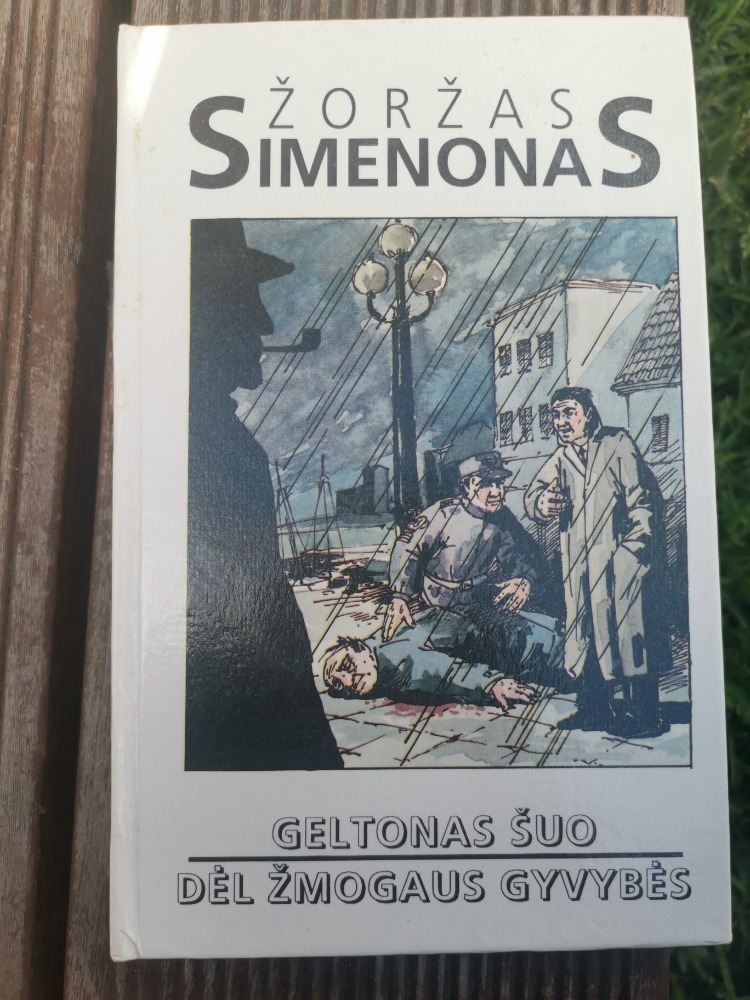 ŽORŽAS
SIMENONAS
GELTONAS ŠUO
DĖL ŽMOGAUS GYVYBĖS